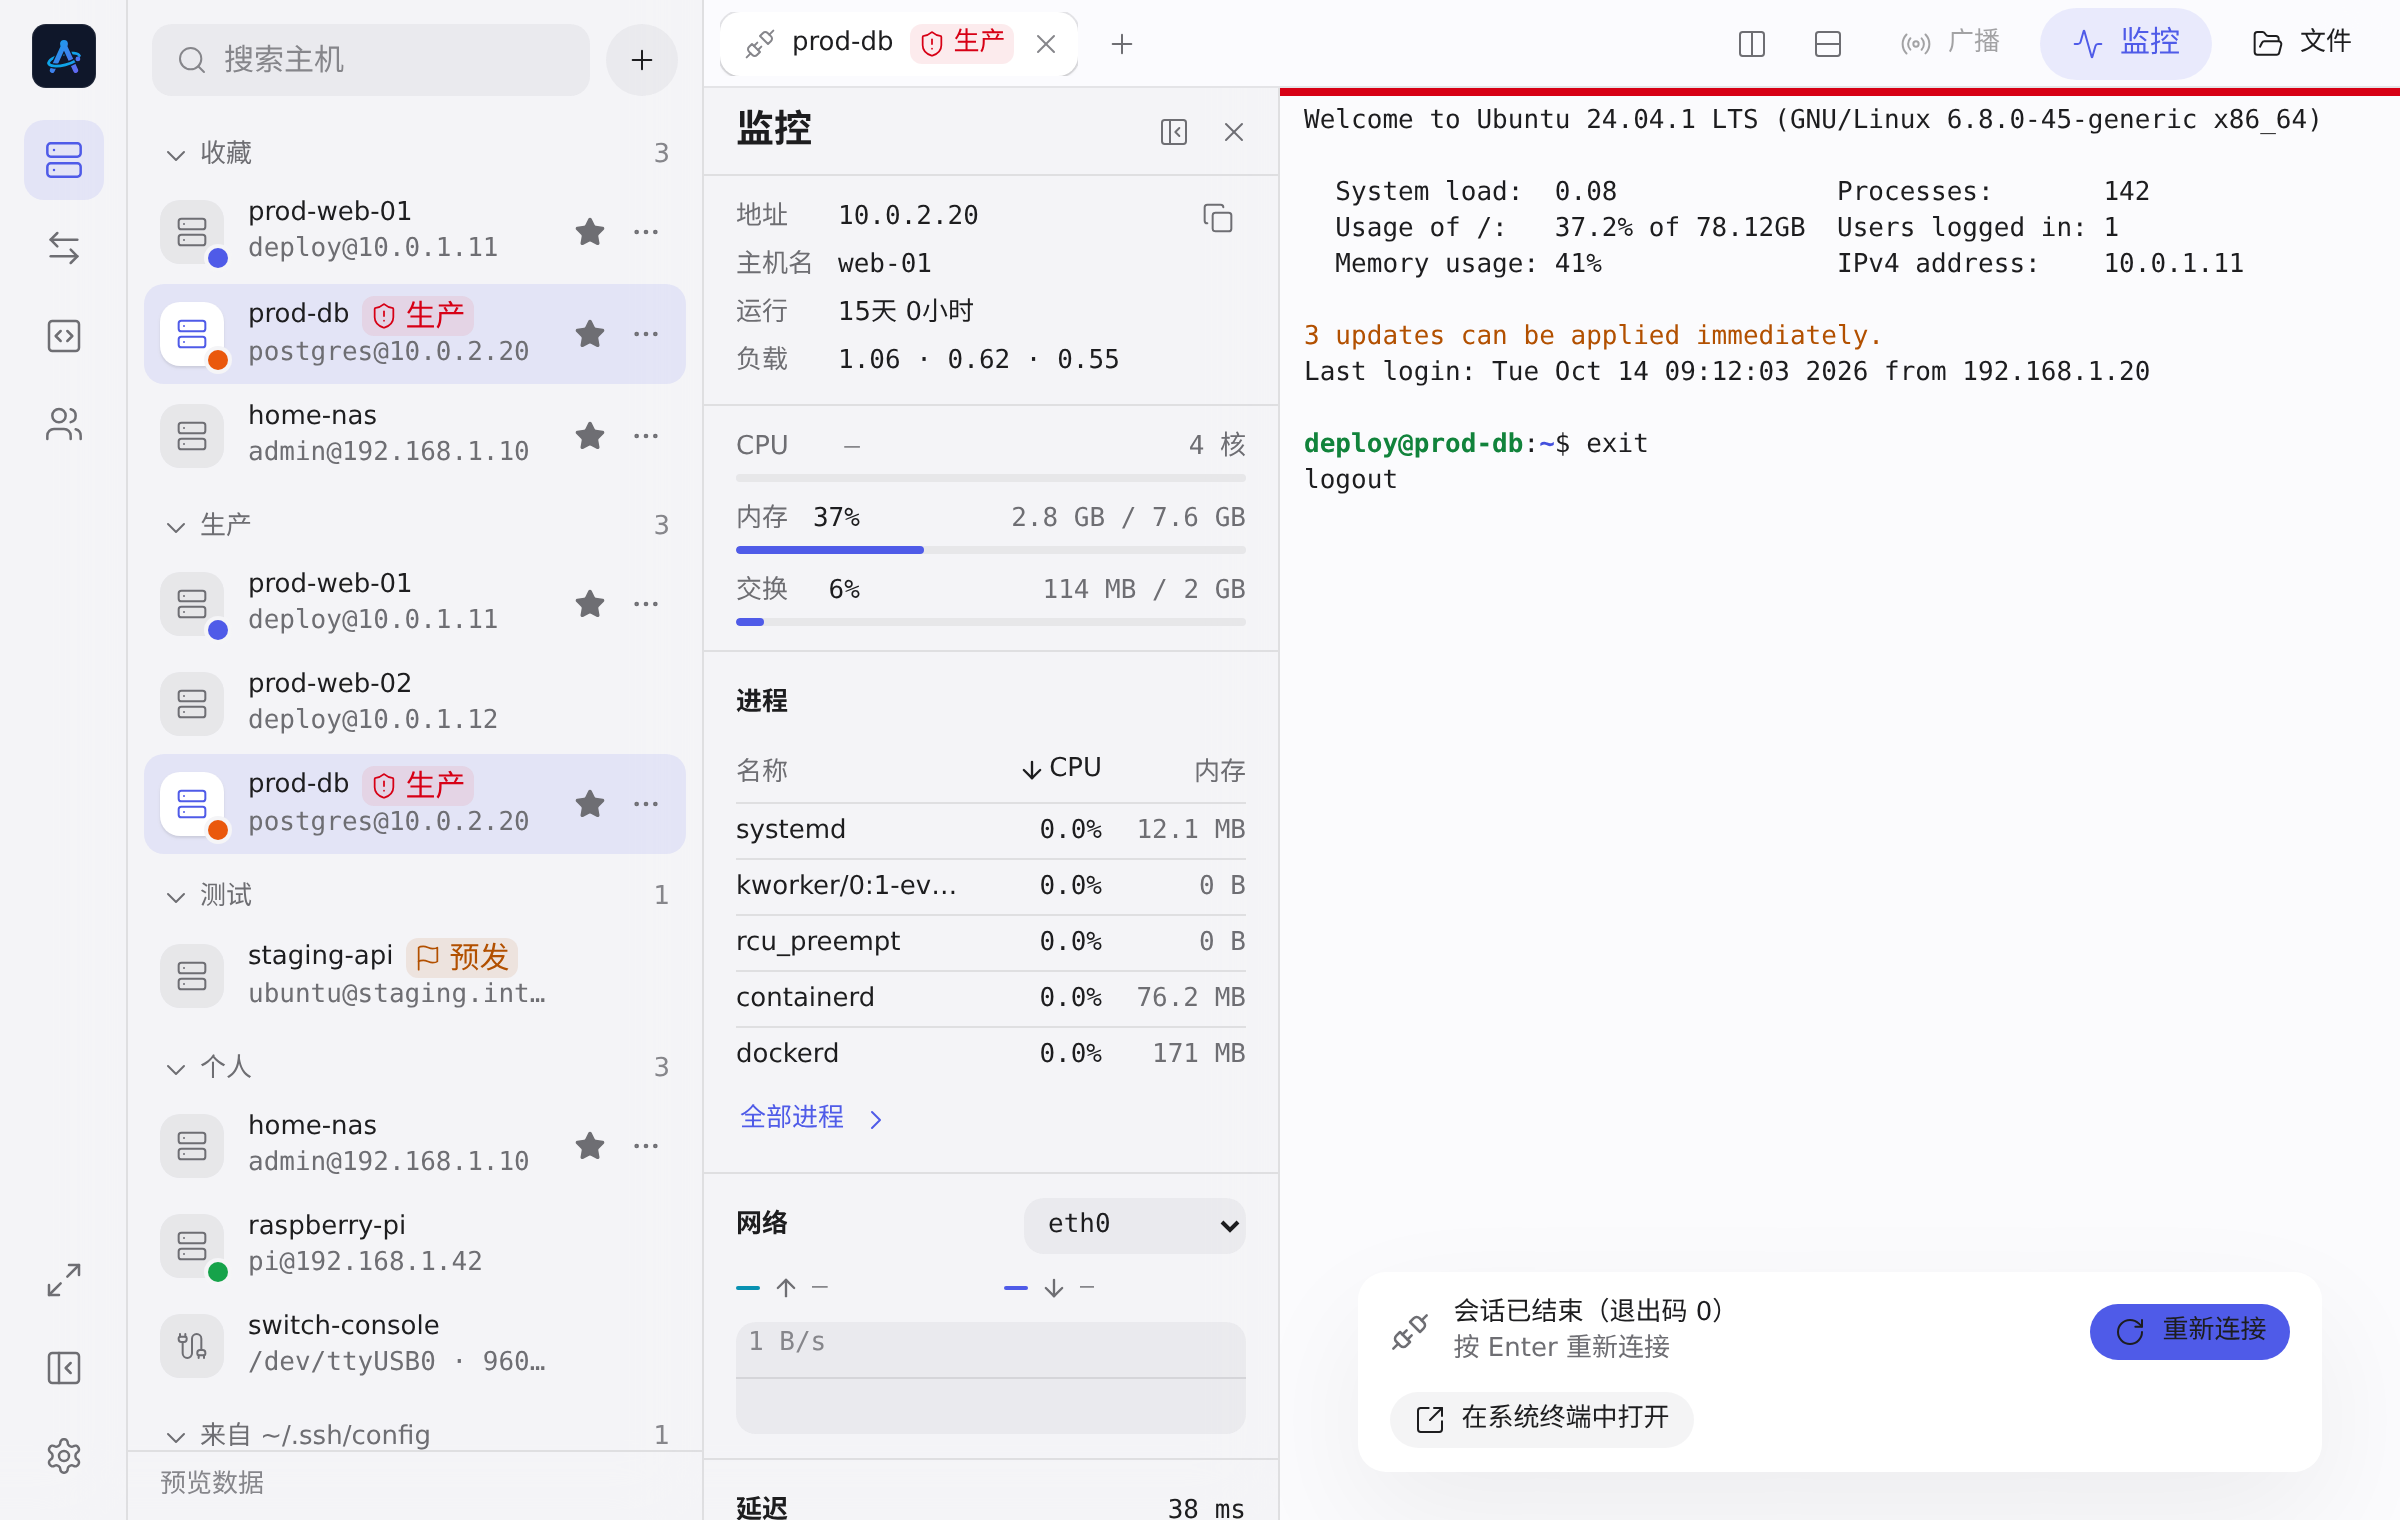 搜索主机
收藏 3
prod-web-01
deploy@10.0.1.11
prod-db 生产
postgres@10.0.2.20
home-nas
admin@192.168.1.10
生产 3
prod-web-01
deploy@10.0.1.11
prod-web-02
deploy@10.0.1.12
prod-db 生产
postgres@10.0.2.20
测试 1
staging-api 预发
ubuntu@staging.int…
个人 3
home-nas
admin@192.168.1.10
raspberry-pi
pi@192.168.1.42
switch-console
/dev/ttyUSB0 · 960…
来自 ~/.ssh/config 1
预览数据
prod-db 生产
广播 监控 文件
监控
地址 10.0.2.20
主机名 web-01
运行 15天 0小时
负载 1.06 · 0.62 · 0.55
CPU — 4 核
内存 37% 2.8 GB / 7.6 GB
交换 6% 114 MB / 2 GB
进程
名称 CPU 内存
systemd 0.0% 12.1 MB
kworker/0:1-ev… 0.0% 0 B
rcu_preempt 0.0% 0 B
containerd 0.0% 76.2 MB
dockerd 0.0% 171 MB
全部进程
网络 eth0
↑ — ↓ —
1 B/s
延迟 38 ms
Welcome to Ubuntu 24.04.1 LTS (GNU/Linux 6.8.0-45-generic x86_64)
System load: 0.08 Processes: 142
Usage of /: 37.2% of 78.12GB Users logged in: 1
Memory usage: 41% IPv4 address: 10.0.1.11
3 updates can be applied immediately.
Last login: Tue Oct 14 09:12:03 2026 from 192.168.1.20
deploy@prod-db:~$ exit
logout
会话已结束（退出码 0）
按 Enter 重新连接
重新连接
在系统终端中打开